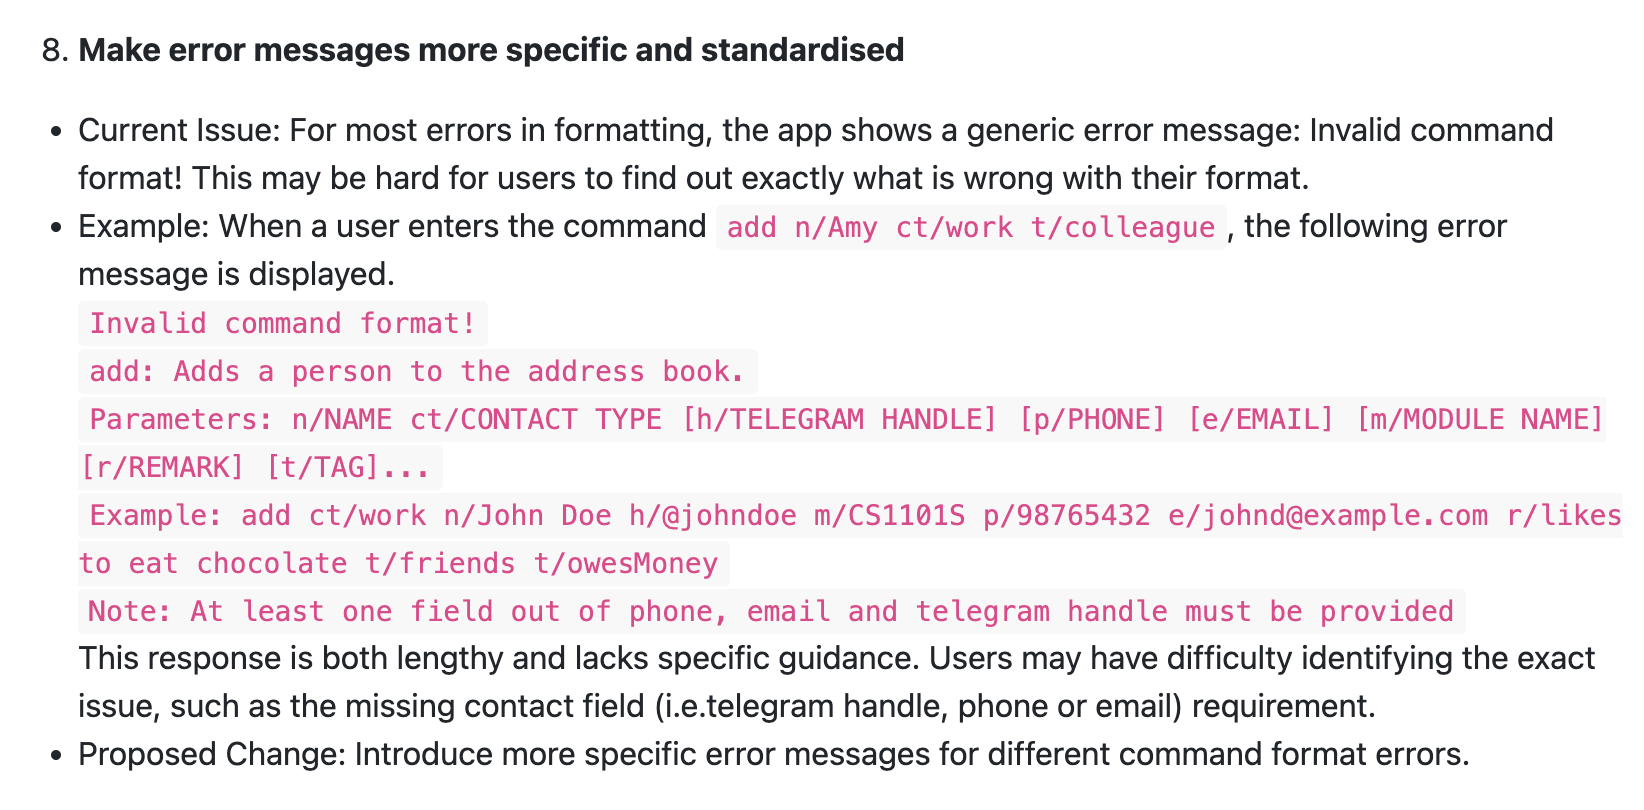 8. Make error messages more specific and standardised
• Current Issue: For most errors in formatting, the app shows a generic error message: Invalid command
format! This may be hard for users to find out exactly what is wrong with their format.
• Example: When a user enters the command add n/Amy ct/work t/colleague , the following error
message is displayed.
Invalid command format!
add: Adds a person to the address book.
Parameters: n/NAME ct/CONTACT TYPE [h/TELEGRAM HANDLE] [p/PHONE] [e/EMAIL] [m/MODULE NAME]
[r/REMARK] [t/TAG]...
Example: add ct/work n/John Doe h/@johndoe m/CS1101S p/98765432 e/johnd@example.com r/likes
to eat chocolate t/friends t/owesMoney
Note: At least one field out of phone, email and telegram handle must be provided
This response is both lengthy and lacks specific guidance. Users may have difficulty identifying the exact
issue, such as the missing contact field (i.e.telegram handle, phone or email) requirement.
• Proposed Change: Introduce more specific error messages for different command format errors.